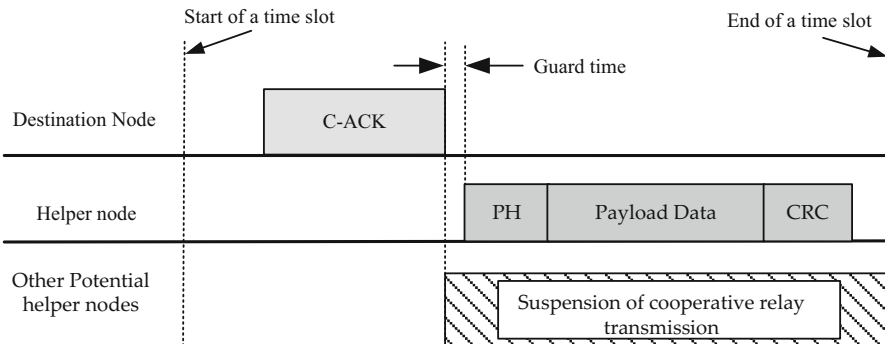 Start of a time slot
End of a time slot
Guard time
Destination Node
C-ACK
Helper node
PH
Payload Data
CRC
Other Potential
helper nodes
Suspension of cooperative relay
transmission